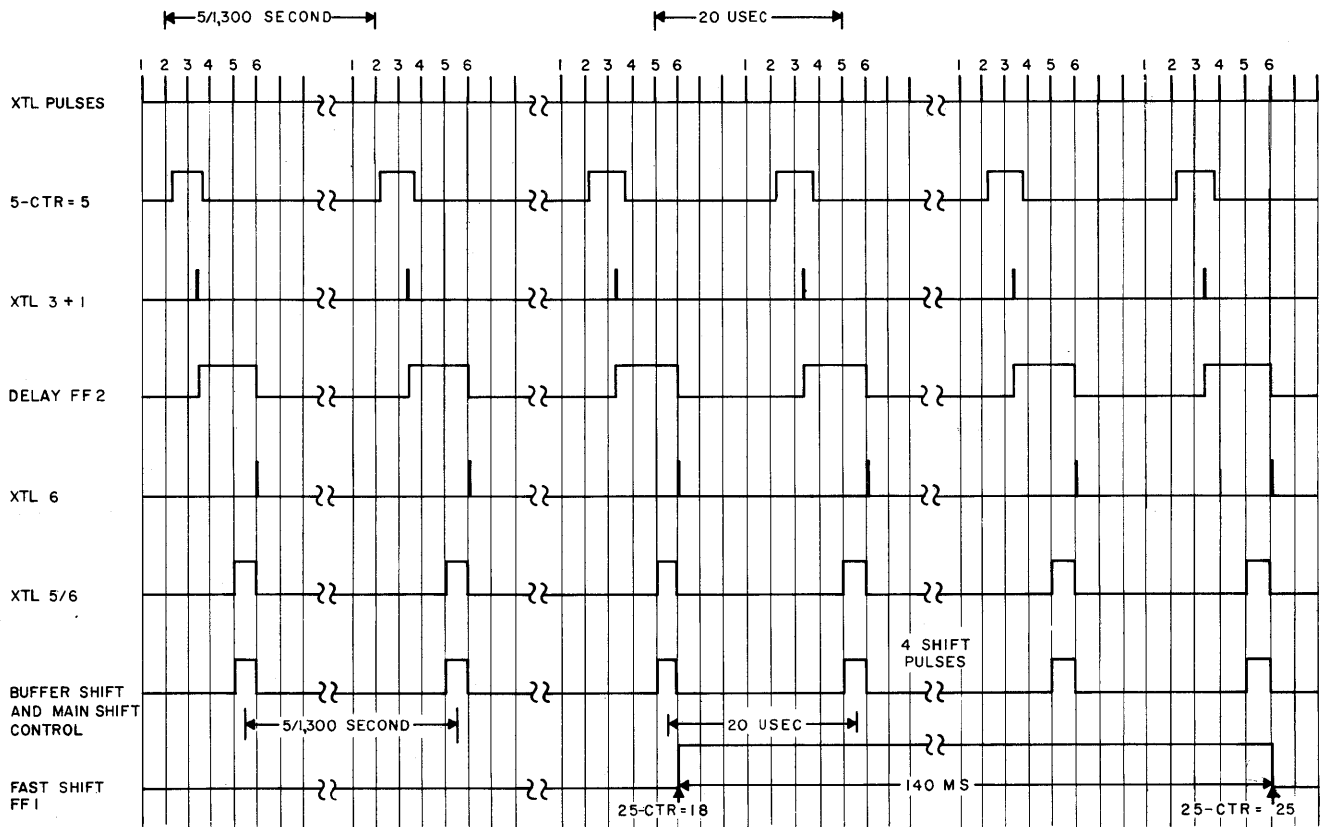 5/1,300 SECOND
20 USEC
1 2 3 4 5 6 1 2 3 4 5 6 1 2 3 4 5 6 1 2 3 4 5 6 1 2 3 4 5 6 1 2 3 4 5 6
XTL PULSES
5-CTR = 5
XTL 3 + 1
DELAY FF 2
XTL 6
XTL 5/6
4 SHIFT
PULSES
BUFFER SHIFT
AND MAIN SHIFT
CONTROL
5/1,300 SECOND
20 USEC
FAST SHIFT
FF 1
140 MS
25-CTR=18
25-CTR= 25